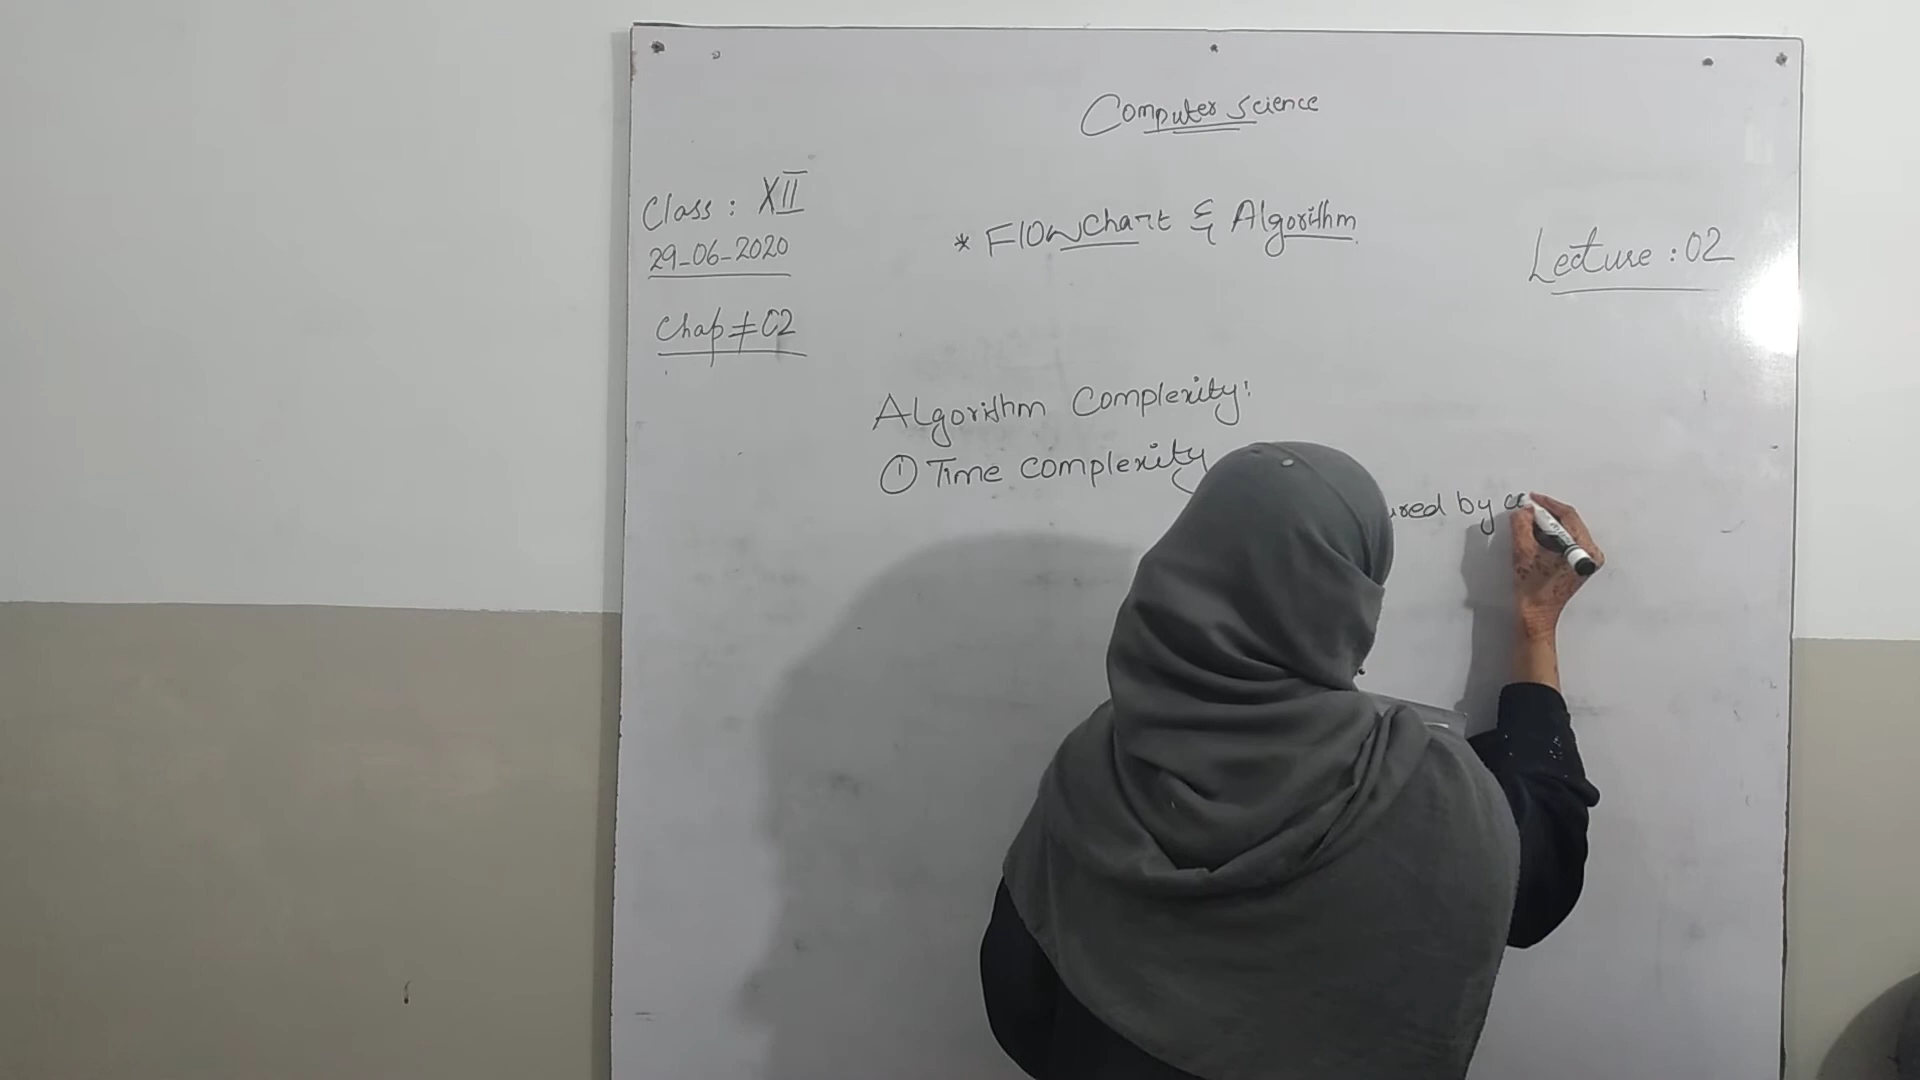 Computer Science
Class: XII
29-06-2020
* Flowchart & Algorithm
Lecture: 02
Chap # 02
Algorithm Complexity:
① Time complexity
by